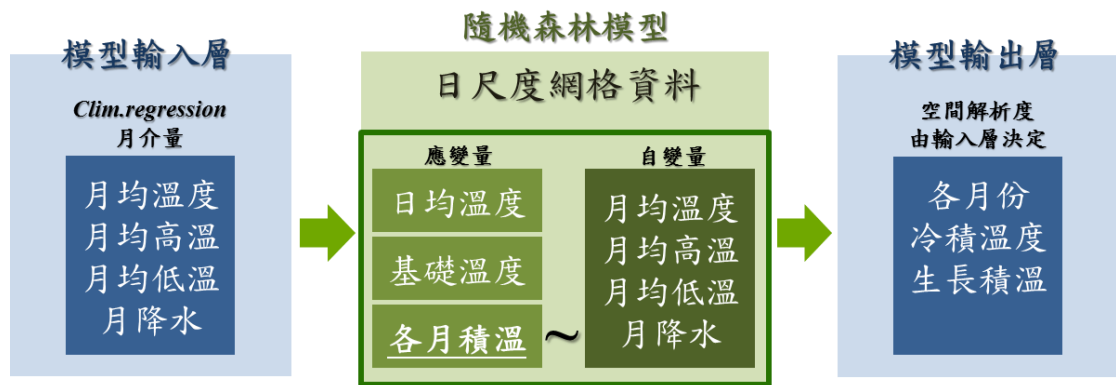 模型輸入層
Clim.regression
月介量
月均溫度
月均高溫
月均低溫
月降水
隨機森林模型
日尺度網格資料
應變量
日均溫度
基礎溫度
各月積溫
~
自變量
月均溫度
月均高溫
月均低溫
月降水
模型輸出層
空間解析度
由輸入層決定
各月份
冷積溫度
生長積溫